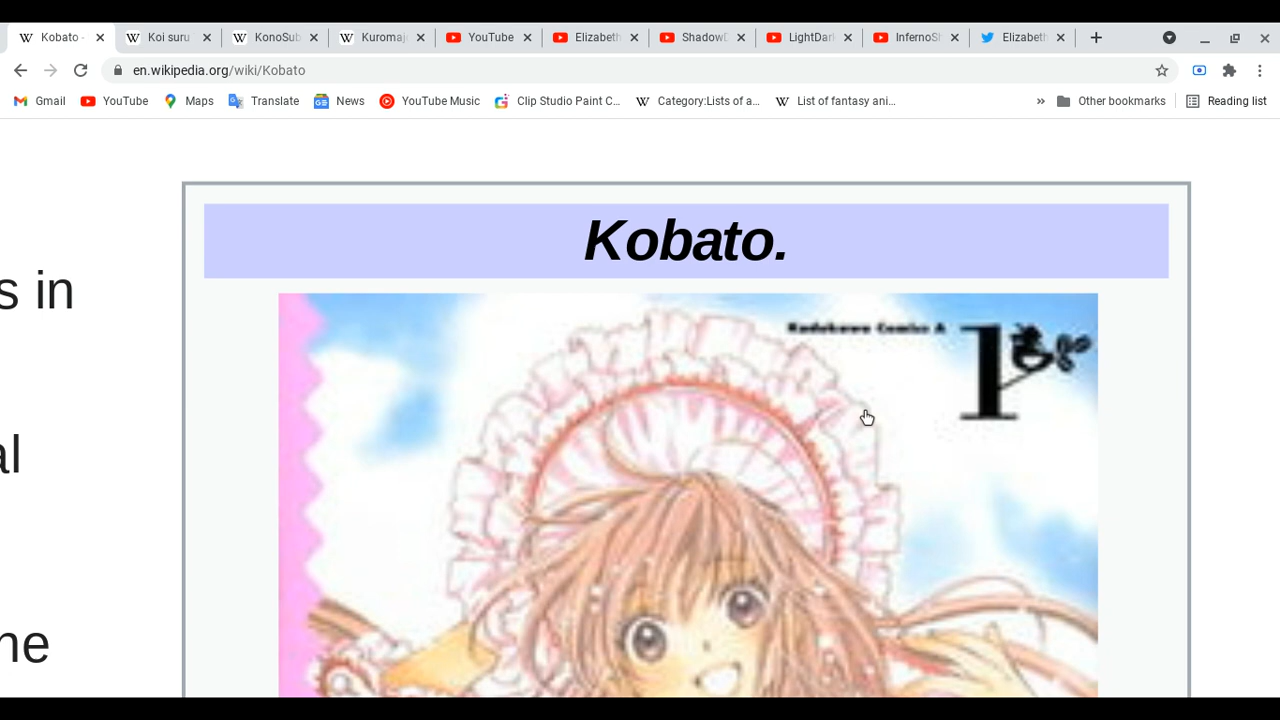 Kobato - Koi suru KonoSub Kuromaj YouTube Elizabeth ShadowD LightDark InfernoSh Elizabeth
en.wikipedia.org/wiki/Kobato
Gmail YouTube Maps Translate News YouTube Music Clip Studio Paint C... Category:Lists of a... List of fantasy ani... » Other bookmarks Reading list
Kobato.
s in
al
ne
Kadokawa Comics A
1